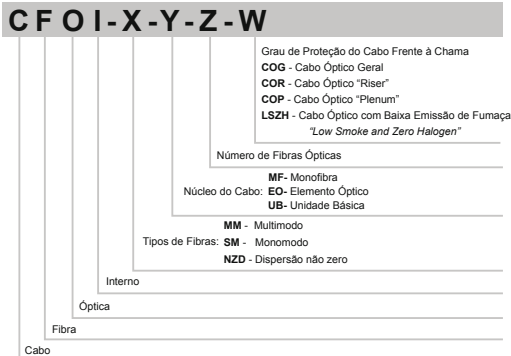 CFOI-X-Y-Z-W
Grau de Proteção do Cabo Frente à Chama
COG - Cabo Óptico Geral
COR - Cabo Óptico “Riser”
COP - Cabo Óptico “Plenum”
LSZH - Cabo Óptico com Baixa Emissão de Fumaça
“Low Smoke and Zero Halogen”
Número de Fibras Ópticas
MF- Monofibra
Núcleo do Cabo: EO- Elemento Óptico
UB- Unidade Básica
MM - Multimodo
Tipos de Fibras: SM - Monomodo
NZD - Dispersão não zero
Interno
Óptica
Fibra
Cabo